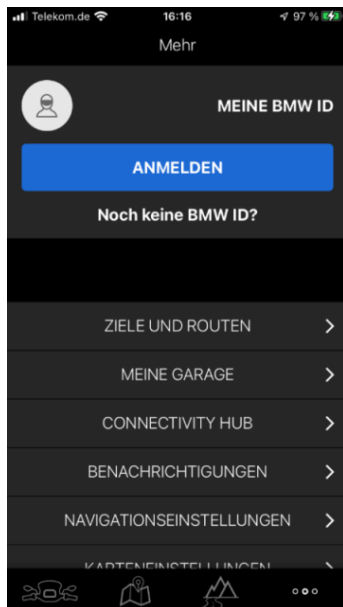 Telekom.de 16:16 97 %
Mehr
MEINE BMW ID
ANMELDEN
Noch keine BMW ID?
ZIELE UND ROUTEN
MEINE GARAGE
CONNECTIVITY HUB
BENACHRICHTIGUNGEN
NAVIGATIONSEINSTELLUNGEN
KARTENEINSTELLUNGEN